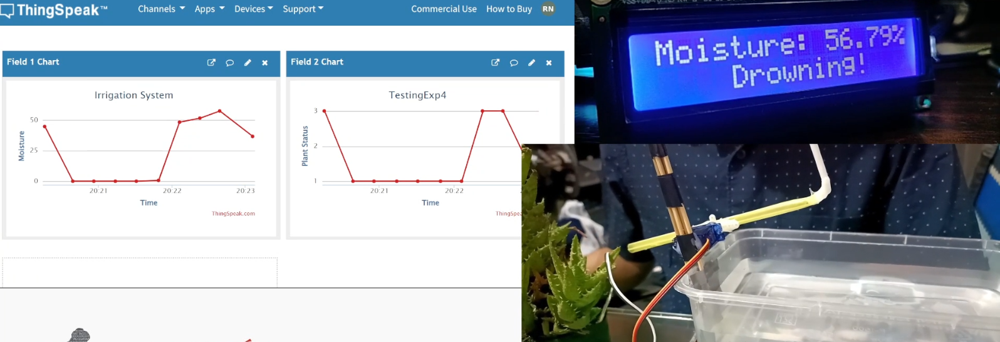 ThingSpeak™ Channels Apps Devices Support Commercial Use How to Buy RN
Field 1 Chart
Irrigation System
Moisture
50
25
0
20:21 20:22 20:23
Time
ThingSpeak.com
Field 2 Chart
TestingExp4
Plant Status
3
2
1
20:21 20:22
Time
ThingSpea
Moisture: 56.79%
Drowning!